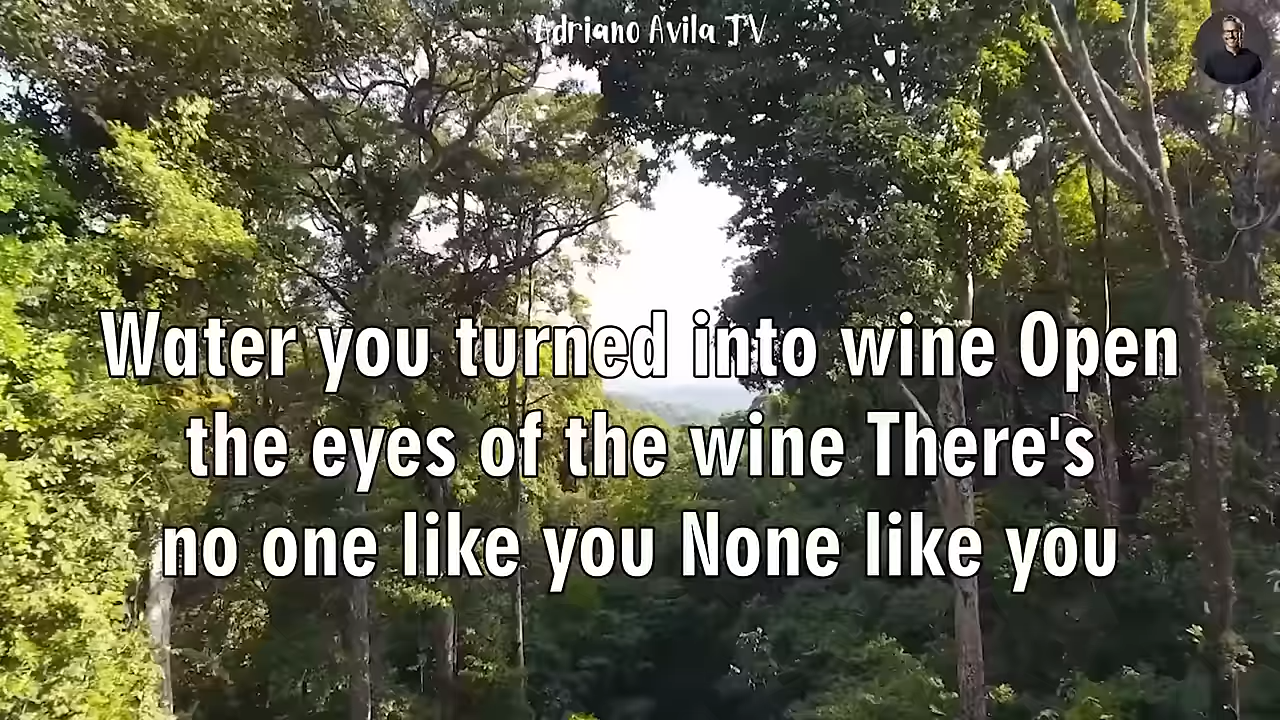 Adriano Avila TV
Water you turned into wine Open
the eyes of the wine There's
no one like you None like you